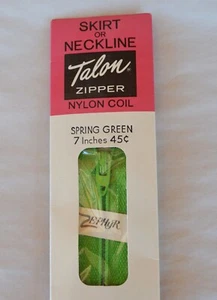 SKIRT
OR
NECKLINE
Talon
ZIPPER
NYLON COIL
SPRING GREEN
7 Inches 45¢
ZEPHYR